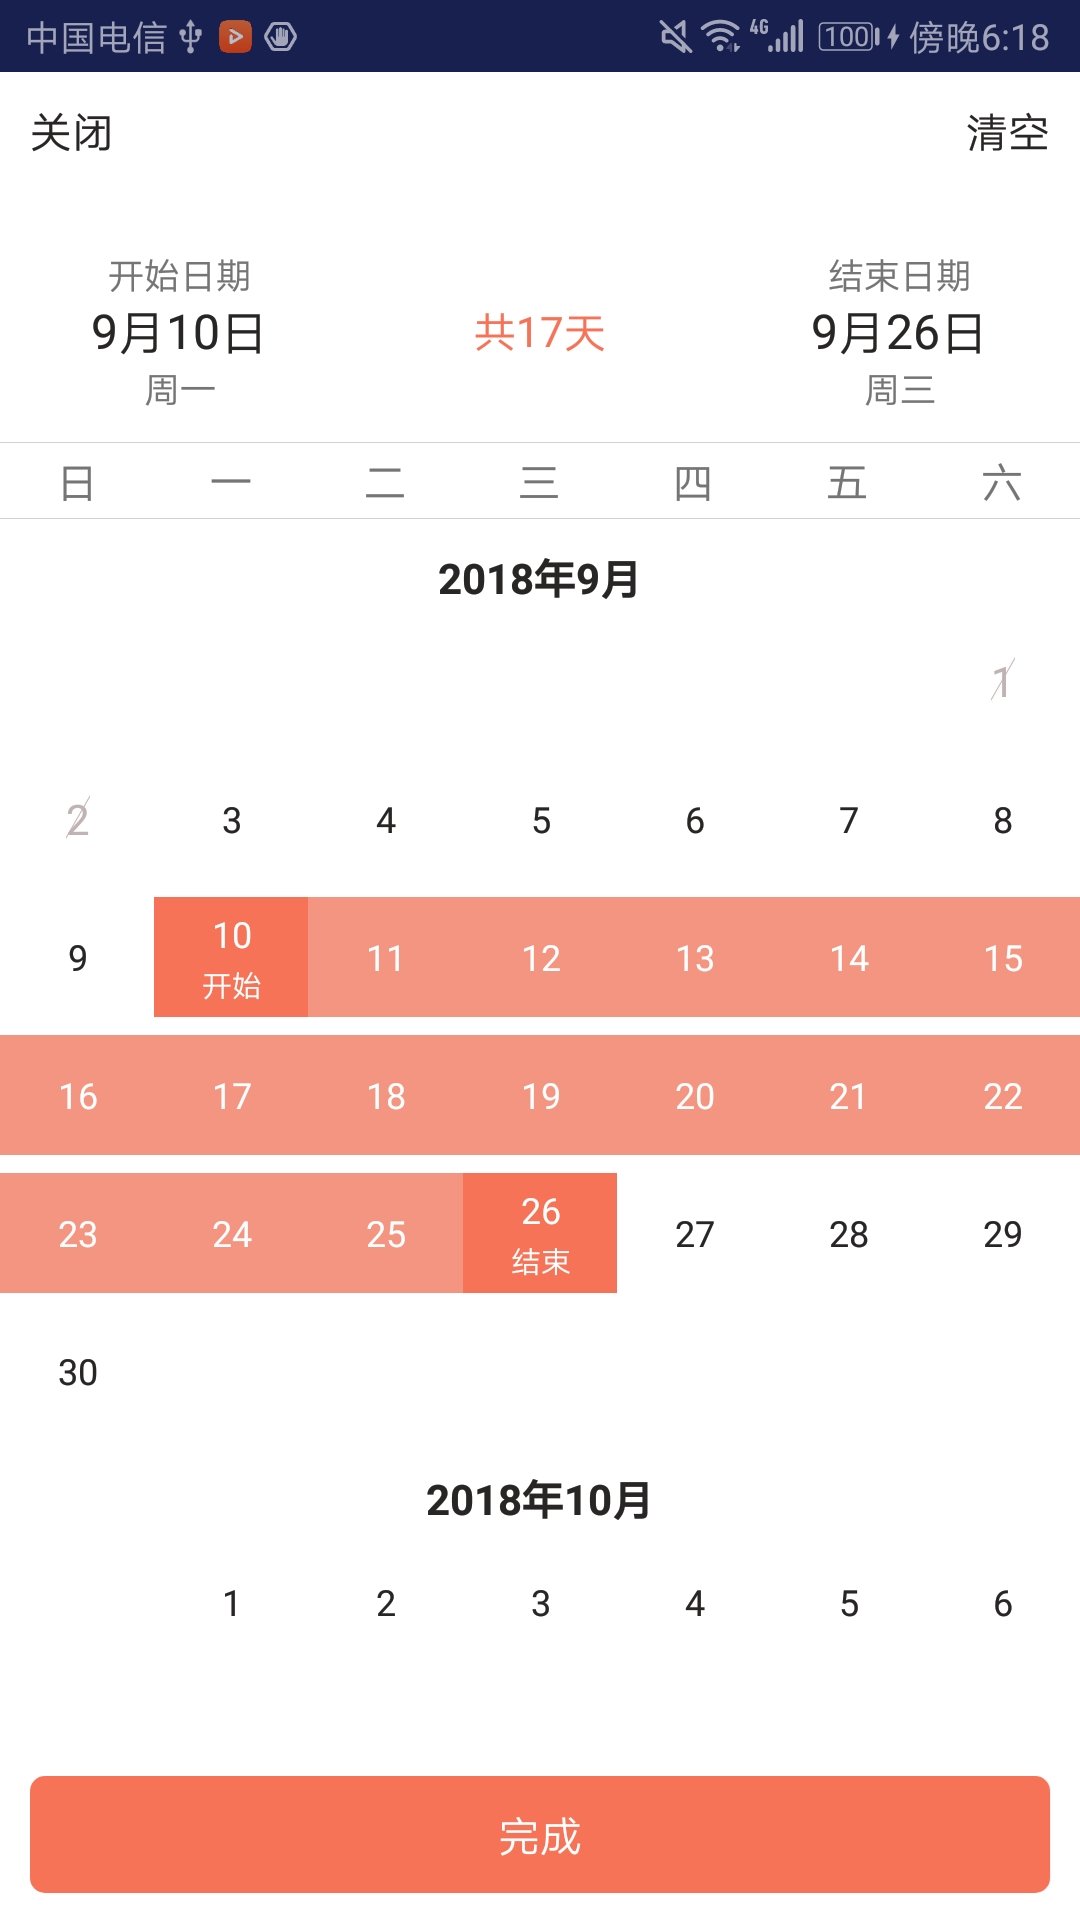 中国电信 4G 100 傍晚6:18
关闭 清空
开始日期 结束日期
9月10日 共17天 9月26日
周一 周三
日 一 二 三 四 五 六
2018年9月
1
2 3 4 5 6 7 8
9 10 11 12 13 14 15
开始
16 17 18 19 20 21 22
23 24 25 26 27 28 29
结束
30
2018年10月
1 2 3 4 5 6
完成